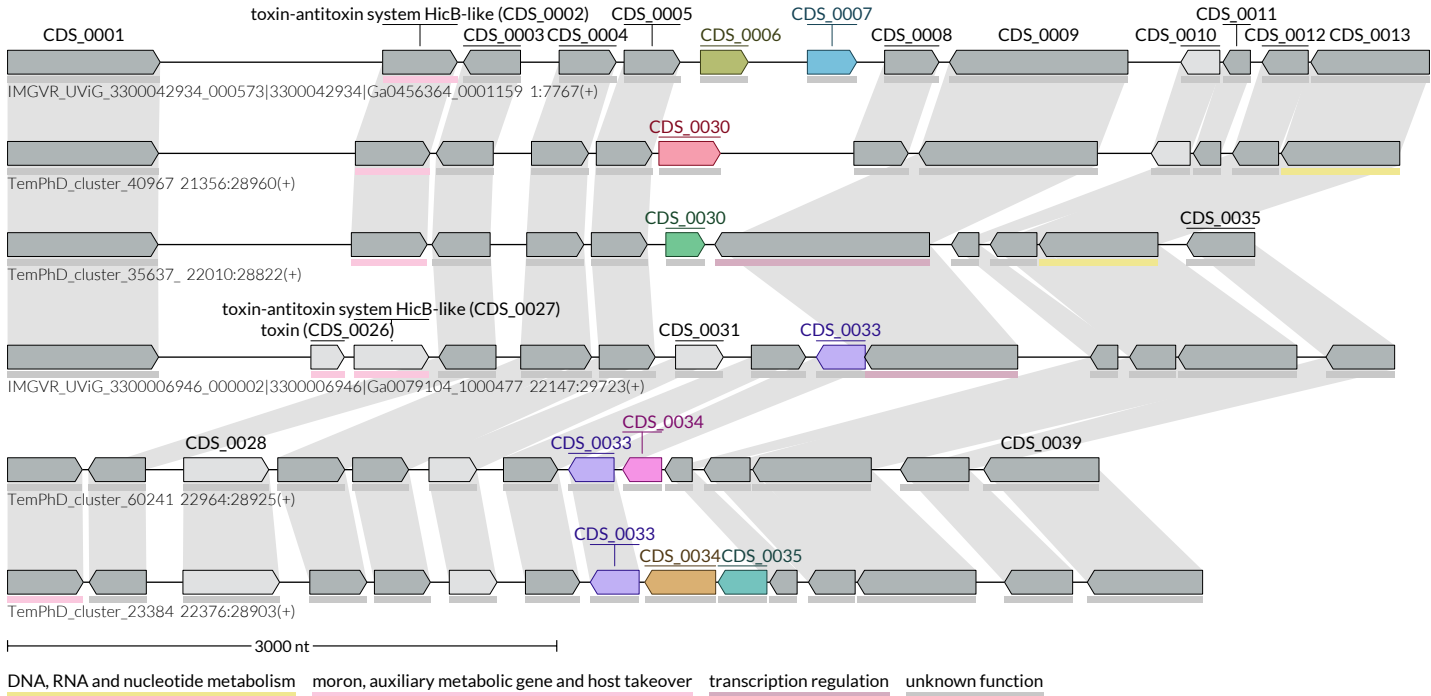 toxin-antitoxin system HicB-like (CDS_0002) CDS_0005 CDS_0007 CDS_0011
CDS_0001 CDS_0003 CDS_0004 CDS_0006 CDS_0008 CDS_0009 CDS_0010 CDS_0012 CDS_0013
IMGVR_UViG_3300042934_000573|3300042934|Ga0456364_0001159 1:7767(+)
CDS_0030
TemPhD_cluster_40967 21356:28960(+)
CDS_0030 CDS_0035
TemPhD_cluster_35637_ 22010:28822(+)
toxin-antitoxin system HicB-like (CDS_0027)
toxin (CDS_0026) CDS_0031 CDS_0033
IMGVR_UViG_3300006946_000002|3300006946|Ga0079104_1000477 22147:29723(+)
CDS_0034
CDS_0028 CDS_0033 CDS_0039
TemPhD_cluster_60241 22964:28925(+)
CDS_0033
CDS_0034 CDS_0035
TemPhD_cluster_23384 22376:28903(+)
3000 nt
DNA, RNA and nucleotide metabolism moron, auxiliary metabolic gene and host takeover transcription regulation unknown function